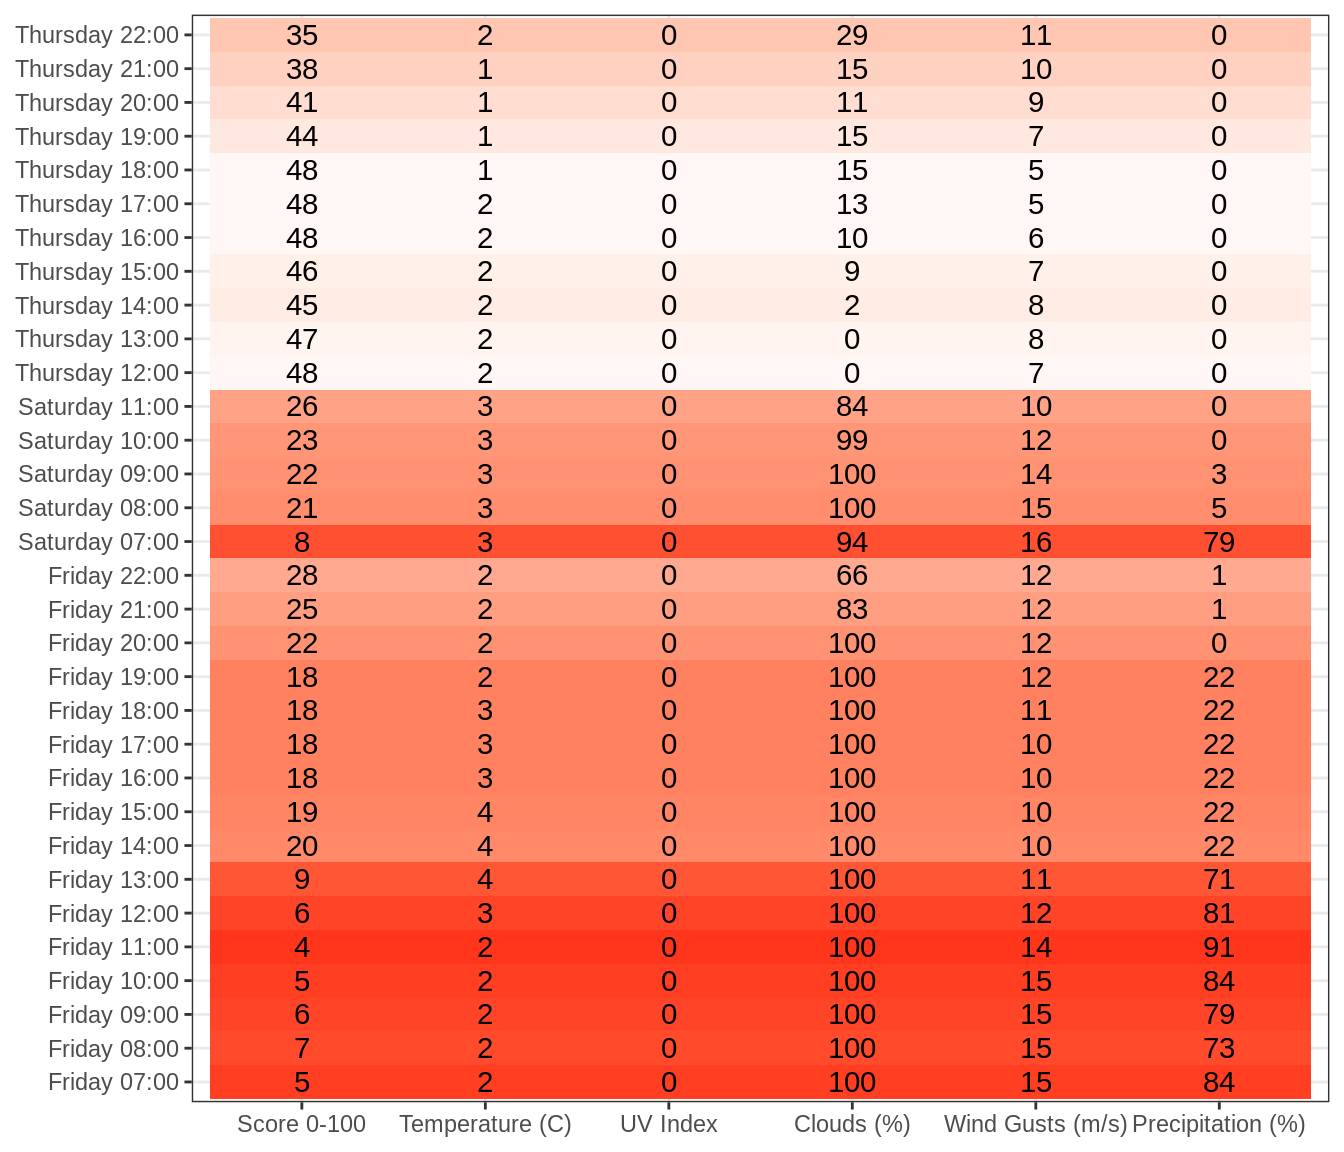 Thursday 22:00 35 2 0 29 11 0
Thursday 21:00 38 1 0 15 10 0
Thursday 20:00 41 1 0 11 9 0
Thursday 19:00 44 1 0 15 7 0
Thursday 18:00 48 1 0 15 5 0
Thursday 17:00 48 2 0 13 5 0
Thursday 16:00 48 2 0 10 6 0
Thursday 15:00 46 2 0 9 7 0
Thursday 14:00 45 2 0 2 8 0
Thursday 13:00 47 2 0 0 8 0
Thursday 12:00 48 2 0 0 7 0
Saturday 11:00 26 3 0 84 10 0
Saturday 10:00 23 3 0 99 12 0
Saturday 09:00 22 3 0 100 14 3
Saturday 08:00 21 3 0 100 15 5
Saturday 07:00 8 3 0 94 16 79
Friday 22:00 28 2 0 66 12 1
Friday 21:00 25 2 0 83 12 1
Friday 20:00 22 2 0 100 12 0
Friday 19:00 18 2 0 100 12 22
Friday 18:00 18 3 0 100 11 22
Friday 17:00 18 3 0 100 10 22
Friday 16:00 18 3 0 100 10 22
Friday 15:00 19 4 0 100 10 22
Friday 14:00 20 4 0 100 10 22
Friday 13:00 9 4 0 100 11 71
Friday 12:00 6 3 0 100 12 81
Friday 11:00 4 2 0 100 14 91
Friday 10:00 5 2 0 100 15 84
Friday 09:00 6 2 0 100 15 79
Friday 08:00 7 2 0 100 15 73
Friday 07:00 5 2 0 100 15 84
Score 0-100 Temperature (C) UV Index Clouds (%) Wind Gusts (m/s) Precipitation (%)